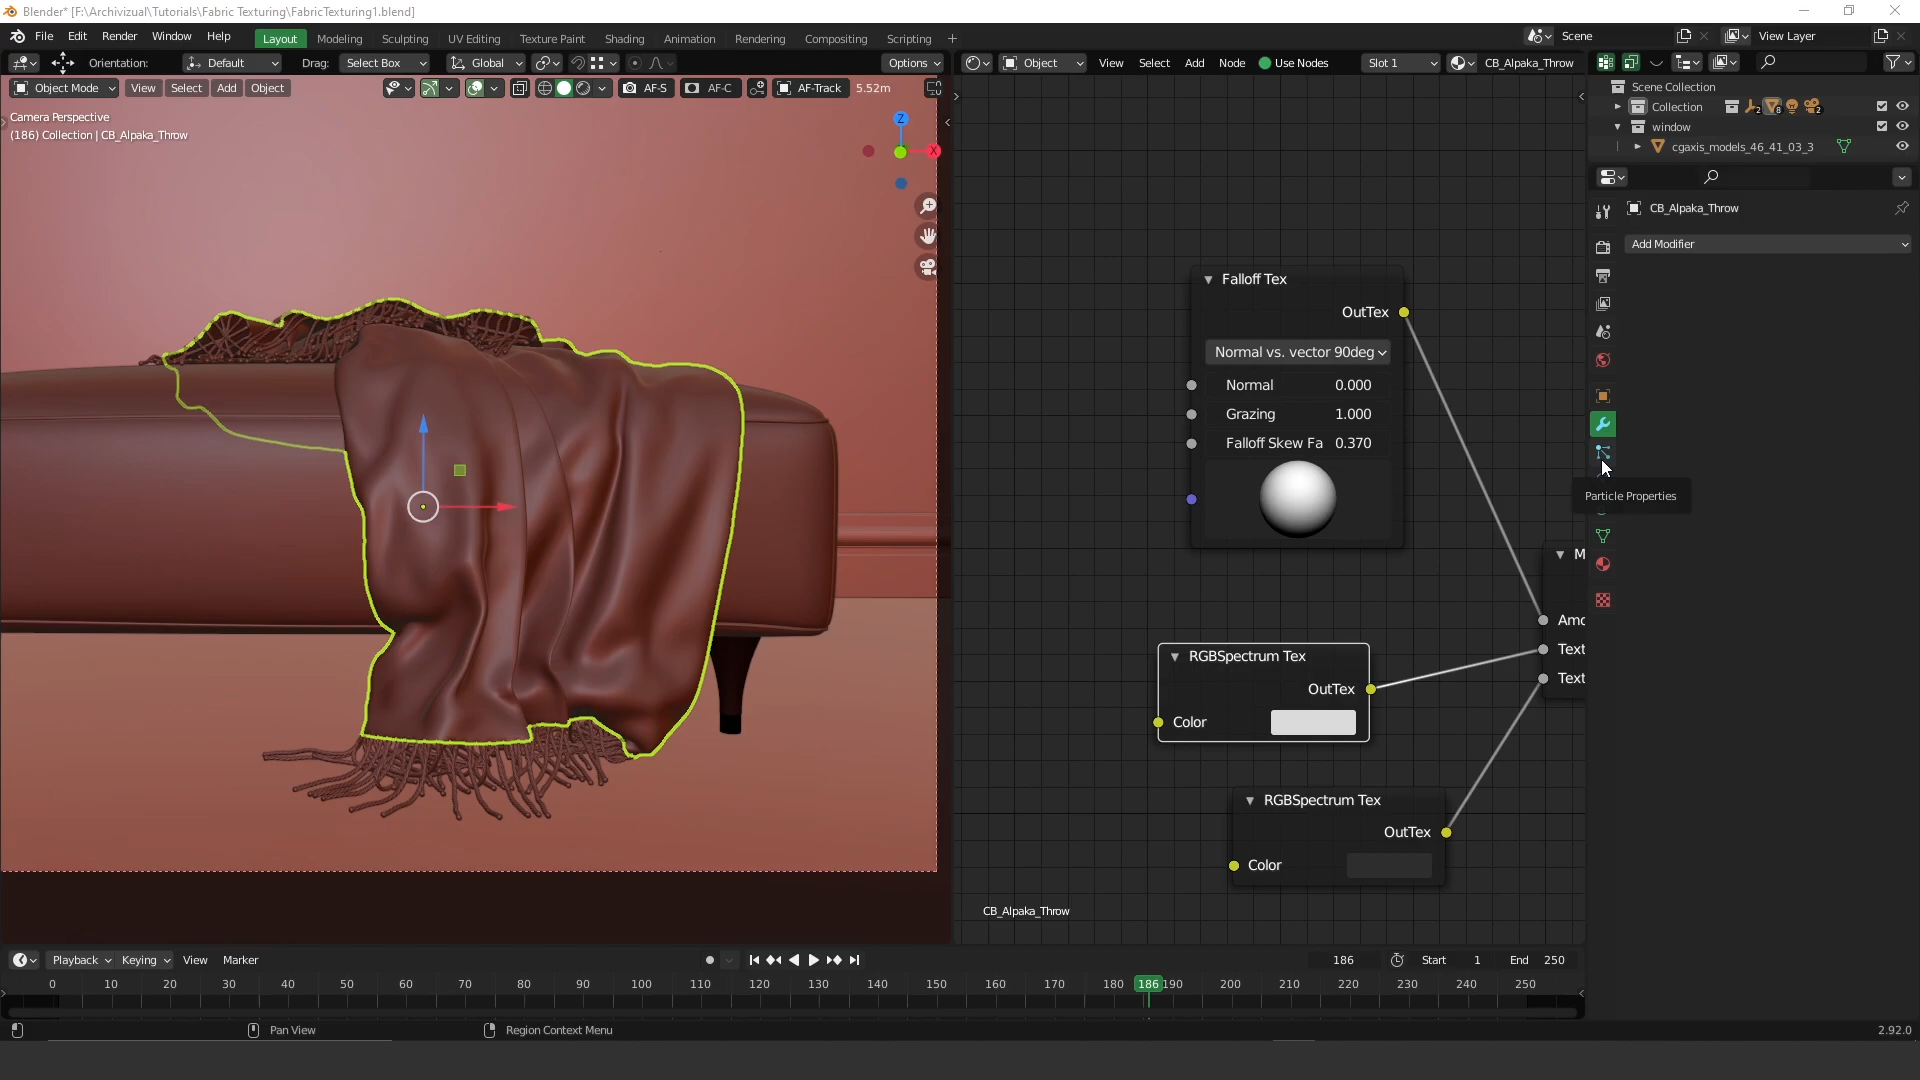 Blender* [F:\Archivizual\Tutorials\Fabric Texturing\FabricTexturing1.blend]
File Edit Render Window Help Layout Modeling Sculpting UV Editing Texture Paint Shading Animation Rendering Compositing Scripting + Scene View Layer
Orientation: Default Drag: Select Box Global Options Object View Select Add Node Use Nodes Slot 1 CB_Alpaka_Throw
Object Mode View Select Add Object AF-S AF-C AF-Track 5.52m
Scene Collection
Collection 2 8 2
window
cgaxis_models_46_41_03_3
Camera Perspective
(186) Collection | CB_Alpaka_Throw
Z
X
CB_Alpaka_Throw
Add Modifier
Falloff Tex
OutTex
Normal vs. vector 90deg
Normal 0.000
Grazing 1.000
Falloff Skew Fa 0.370
Particle Properties
M
Amo
Text
Text
RGBSpectrum Tex
OutTex
Color
RGBSpectrum Tex
OutTex
Color
CB_Alpaka_Throw
Playback Keying View Marker 186 Start 1 End 250
0 10 20 30 40 50 60 70 80 90 100 110 120 130 140 150 160 170 180 186 190 200 210 220 230 240 250
Pan View Region Context Menu 2.92.0